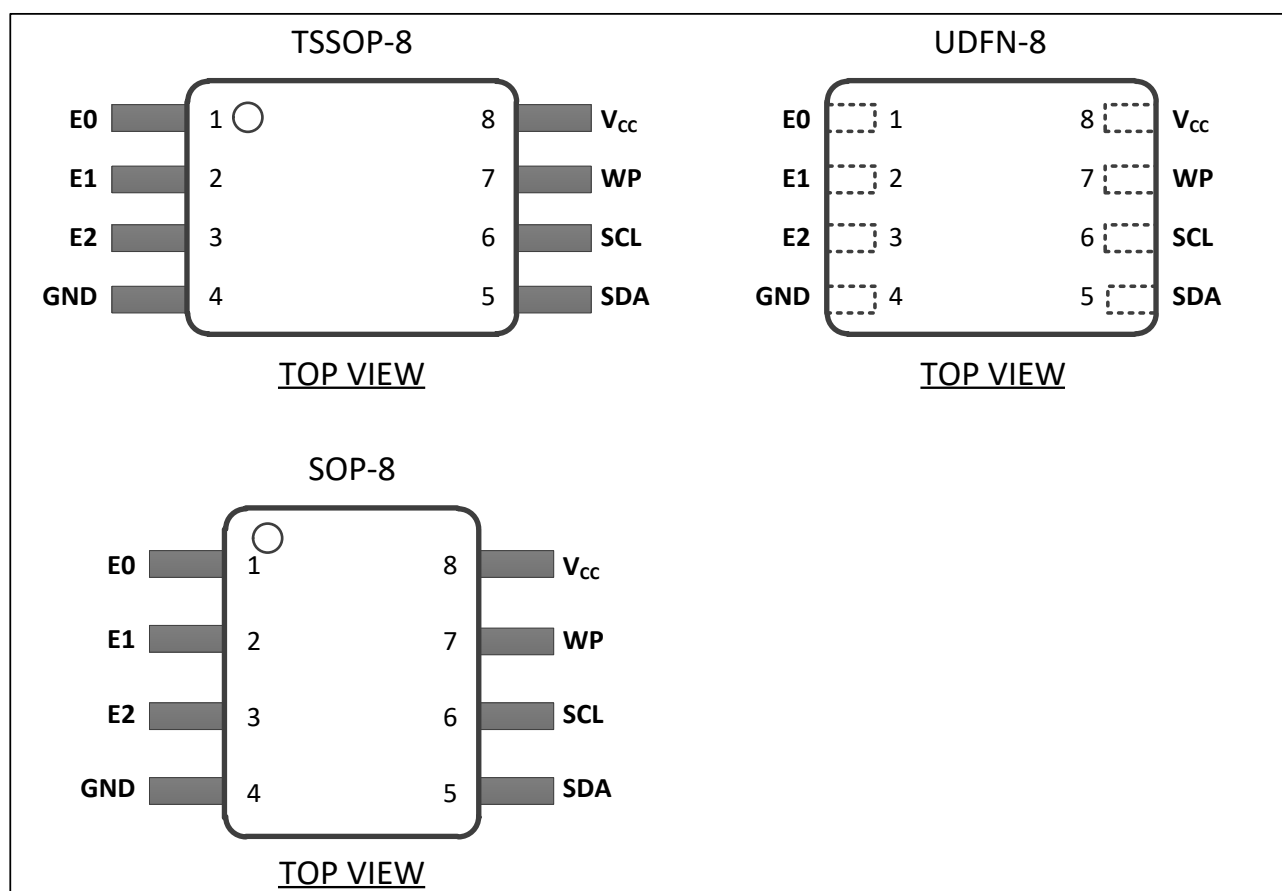 TSSOP-8
E0 1 8 VCC
E1 2 7 WP
E2 3 6 SCL
GND 4 5 SDA
TOP VIEW
UDFN-8
E0 1 8 VCC
E1 2 7 WP
E2 3 6 SCL
GND 4 5 SDA
TOP VIEW
SOP-8
E0 1 8 VCC
E1 2 7 WP
E2 3 6 SCL
GND 4 5 SDA
TOP VIEW